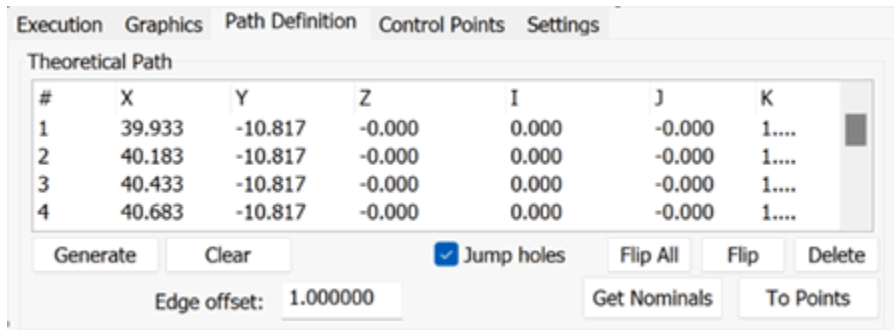 Execution Graphics Path Definition Control Points Settings
Theoretical Path
# X Y Z I J K
1 39.933 -10.817 -0.000 0.000 -0.000 1....
2 40.183 -10.817 -0.000 0.000 -0.000 1....
3 40.433 -10.817 -0.000 0.000 -0.000 1....
4 40.683 -10.817 -0.000 0.000 -0.000 1....
Generate Clear Jump holes Flip All Flip Delete
Edge offset: 1.000000 Get Nominals To Points